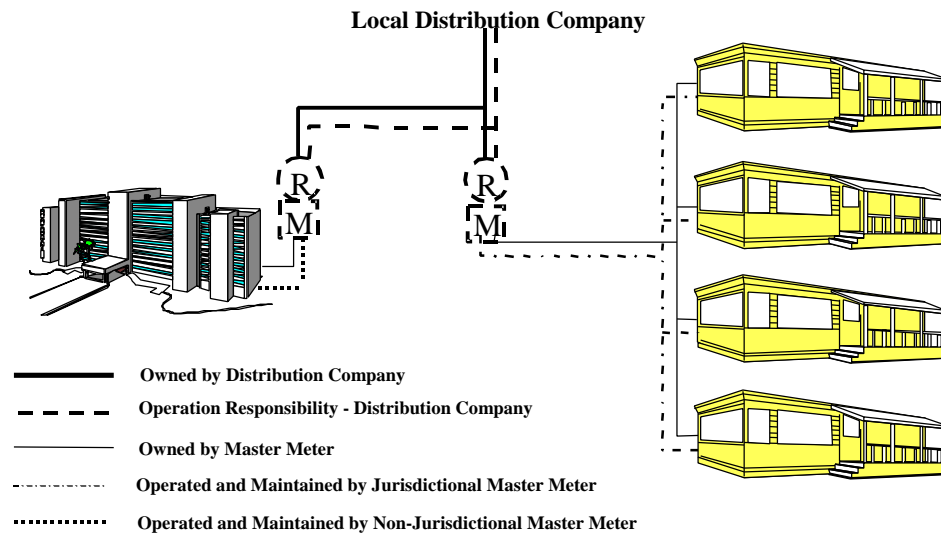 Local Distribution Company
R
R
M
M
Owned by Distribution Company
Operation Responsibility - Distribution Company
Owned by Master Meter
Operated and Maintained by Jurisdictional Master Meter
Operated and Maintained by Non-Jurisdictional Master Meter